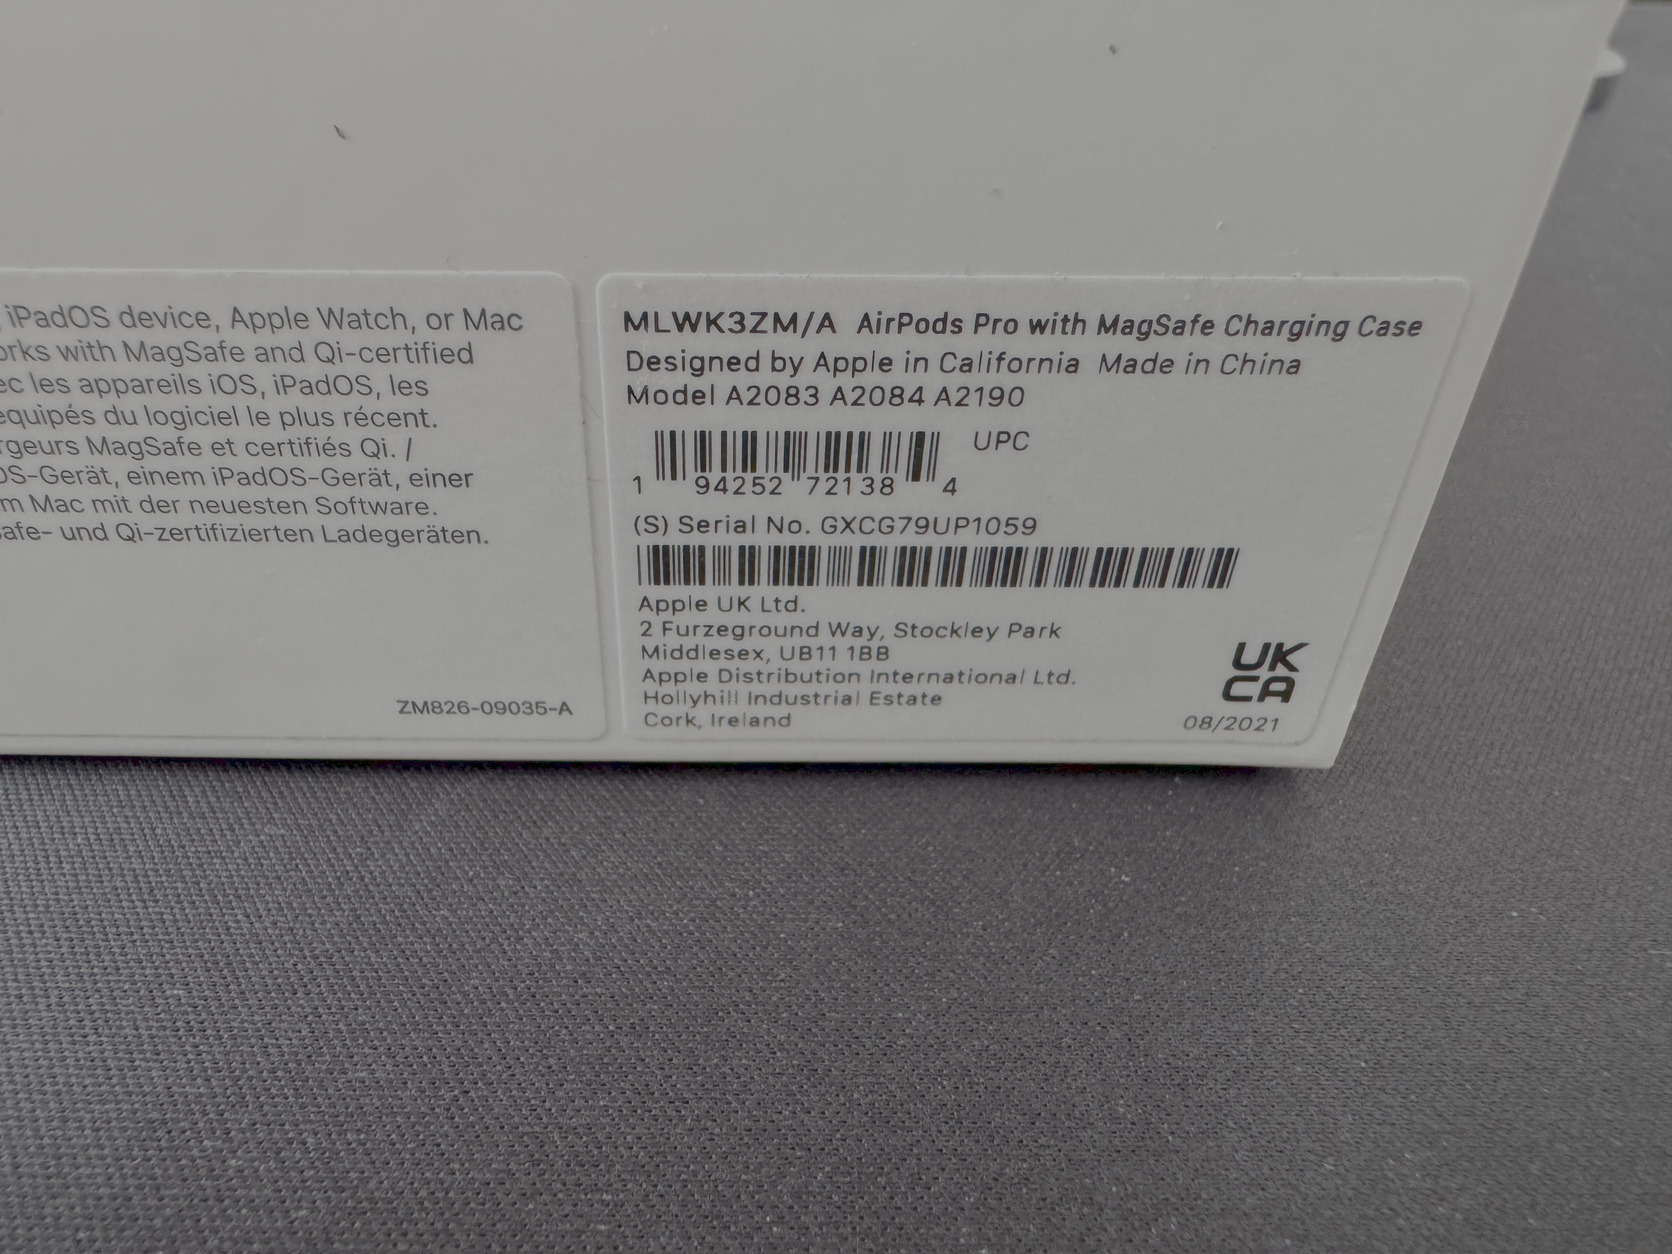 , iPadOS device, Apple Watch, or Mac
works with MagSafe and Qi-certified
ec les appareils iOS, iPadOS, les
équipés du logiciel le plus récent.
rgeurs MagSafe et certifiés Qi. /
OS-Gerät, einem iPadOS-Gerät, einer
m Mac mit der neuesten Software.
safe- und Qi-zertifizierten Ladegeräten.
ZM826-09035-A
MLWK3ZM/A AirPods Pro with MagSafe Charging Case
Designed by Apple in California Made in China
Model A2083 A2084 A2190
UPC
1 94252 72138 4
(S) Serial No. GXCG79UP1059
Apple UK Ltd.
2 Furzeground Way, Stockley Park
Middlesex, UB11 1BB
Apple Distribution International Ltd.
Hollyhill Industrial Estate
Cork, Ireland
UK
CA
08/2021